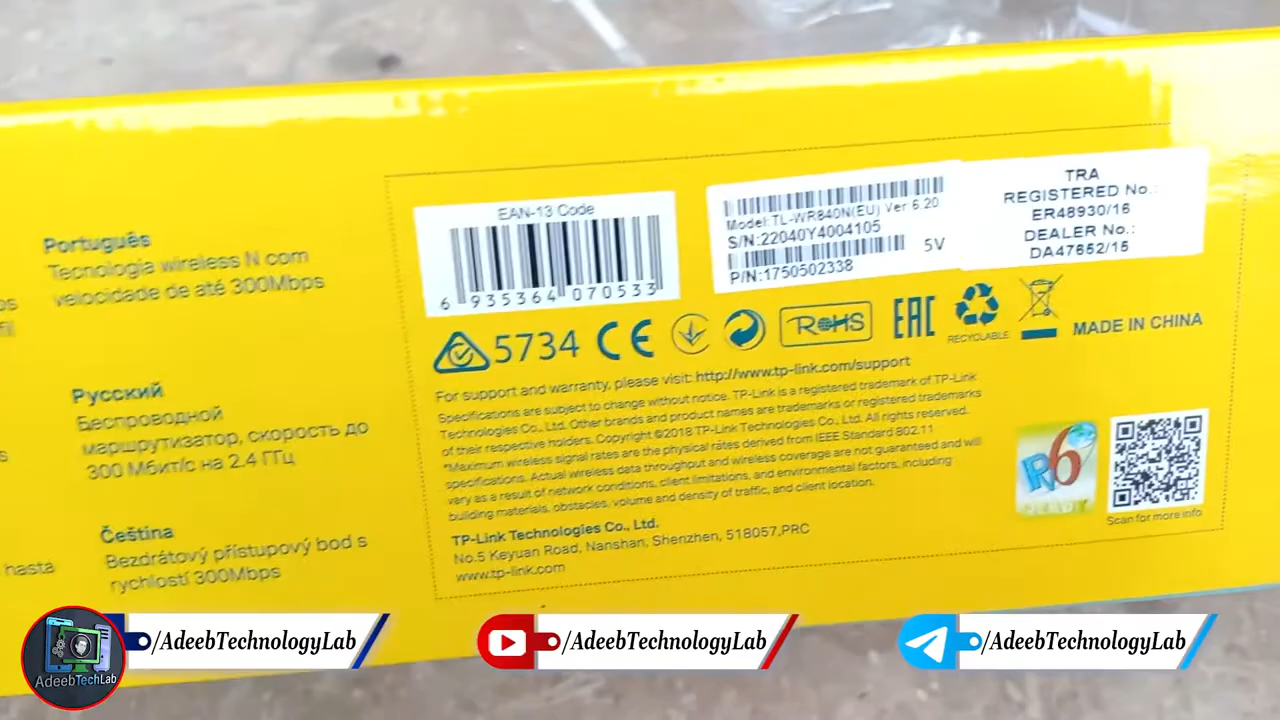 Português
Tecnologia wireless N com
velocidade de até 300Mbps
Русский
Беспроводной
маршрутизатор, скорость до
300 Мбит/с на 2.4 ГГц
Čeština
Bezdrátový přístupový bod s
rychlostí 300Mbps
hasta
EAN-13 Code
6 935364 070533
Model:TL-WR840N(EU) Ver 6.20
S/N:22040Y4004105
5V
P/N:1750502338
TRA
REGISTERED No.:
ER48930/16
DEALER No.:
DA47652/15
5734
CE
RoHS
EAC
RECYCLABLE
MADE IN CHINA
For support and warranty, please visit: http://www.tp-link.com/support
Specifications are subject to change without notice. TP-Link is a registered trademark of TP-Link
Technologies Co., Ltd. Other brands and product names are trademarks or registered trademarks
of their respective holders. Copyright ©2018 TP-Link Technologies Co., Ltd. All rights reserved.
*Maximum wireless signal rates are the physical rates derived from IEEE Standard 802.11
specifications. Actual wireless data throughput and wireless coverage are not guaranteed and will
vary as a result of network conditions, client limitations, and environmental factors, including
building materials, obstacles, volume and density of traffic, and client location.
TP-Link Technologies Co., Ltd.
No.5 Keyuan Road, Nanshan, Shenzhen, 518057,PRC
www.tp-link.com
IPv6
READY
Scan for more info
AdeebTechLab
/AdeebTechnologyLab
/AdeebTechnologyLab
/AdeebTechnologyLab